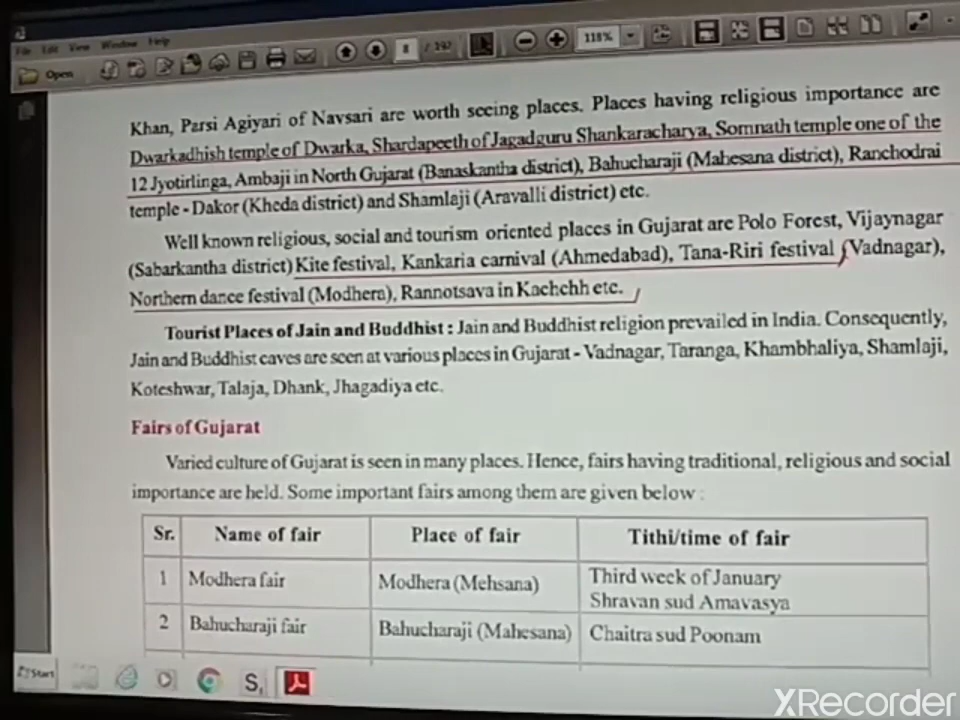 File Edit View Window Help
Open 8 / 192 118%
Khan, Parsi Agiyari of Navsari are worth seeing places. Places having religious importance are
Dwarkadhish temple of Dwarka, Shardapeeth of Jagadguru Shankaracharya, Somnath temple one of the
12 Jyotirlinga, Ambaji in North Gujarat (Banaskantha district), Bahucharaji (Mahesana district), Ranchodrai
temple - Dakor (Kheda district) and Shamlaji (Aravalli district) etc.
Well known religious, social and tourism oriented places in Gujarat are Polo Forest, Vijaynagar
(Sabarkantha district) Kite festival, Kankaria carnival (Ahmedabad), Tana-Riri festival (Vadnagar),
Northern dance festival (Modhera), Rannotsava in Kachchh etc.
Tourist Places of Jain and Buddhist : Jain and Buddhist religion prevailed in India. Consequently,
Jain and Buddhist caves are seen at various places in Gujarat - Vadnagar, Taranga, Khambhaliya, Shamlaji,
Koteshwar, Talaja, Dhank, Jhagadiya etc.
Fairs of Gujarat
Varied culture of Gujarat is seen in many places. Hence, fairs having traditional, religious and social
importance are held. Some important fairs among them are given below :
Sr. Name of fair Place of fair Tithi/time of fair
1 Modhera fair Modhera (Mehsana) Third week of January
Shravan sud Amavasya
2 Bahucharaji fair Bahucharaji (Mahesana) Chaitra sud Poonam
Start
XRecorder